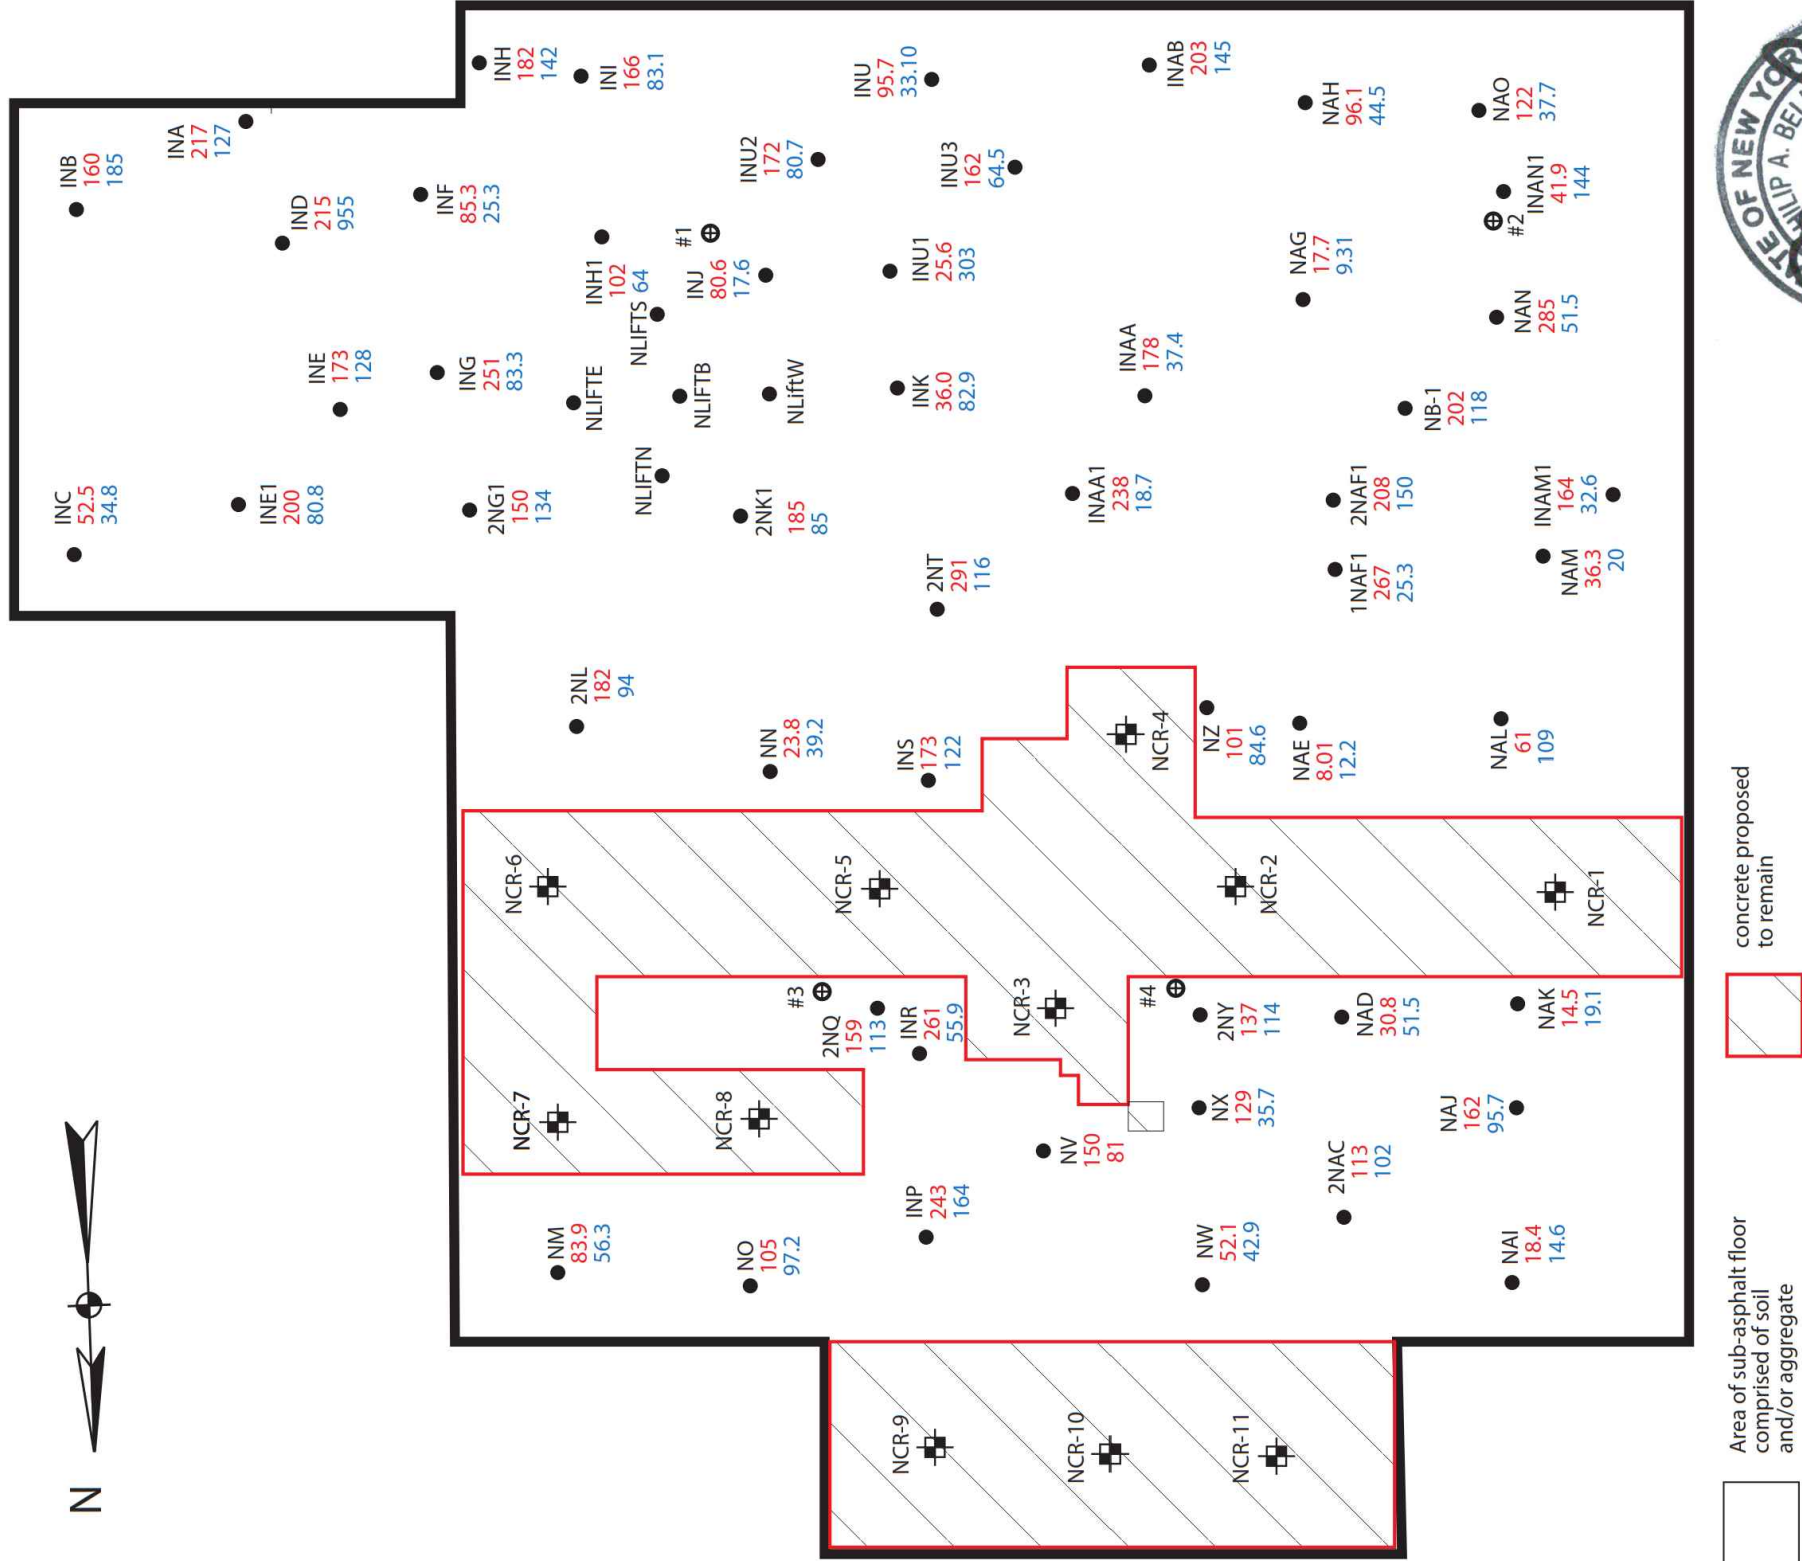 INB
160
185
INA
217
127
IND
215
955
INC
52.5
34.8
INE1
200
80.8
INE
173
128
INF
85.3
25.3
ING
251
83.3
2NG1
150
134
INH
182
142
INI
166
83.1
INH1
102
64
NLIFTS
NLIFTE
NLIFTB
NLiftW
NLIFTN
#1
INJ
80.6
17.6
INU2
172
80.7
INU
95.7
33.10
INU3
162
64.5
INU1
25.6
303
INK
36.0
82.9
2NK1
185
85
2NT
291
116
INAB
203
145
NAH
96.1
44.5
NAO
122
37.7
INAN1
41.9
144
#2
NAG
17.7
9.31
NAN
285
51.5
INAA
178
37.4
INAA1
238
18.7
NB-1
202
118
2NAF1
208
150
1NAF1
267
25.3
INAM1
164
32.6
NAM
36.3
20
2NL
182
94
NN
23.8
39.2
INS
173
122
NCR-4
NZ
101
84.6
NAE
8.01
12.2
NAL
61
109
NCR-6
NCR-5
NCR-2
NCR-1
#3
2NQ
159
113
INR
261
55.9
NCR-3
#4
2NY
137
114
NAD
30.8
51.5
NAK
14.5
19.1
NCR-7
NCR-8
NV
150
81
NX
129
35.7
NAJ
162
95.7
2NAC
113
102
NM
83.9
56.3
NO
105
97.2
INP
243
164
NW
52.1
42.9
NAI
18.4
14.6
NCR-9
NCR-10
NCR-11
N
concrete proposed
to remain
Area of sub-asphalt floor
comprised of soil
and/or aggregate
OF NEW YOR
PHILIP A.